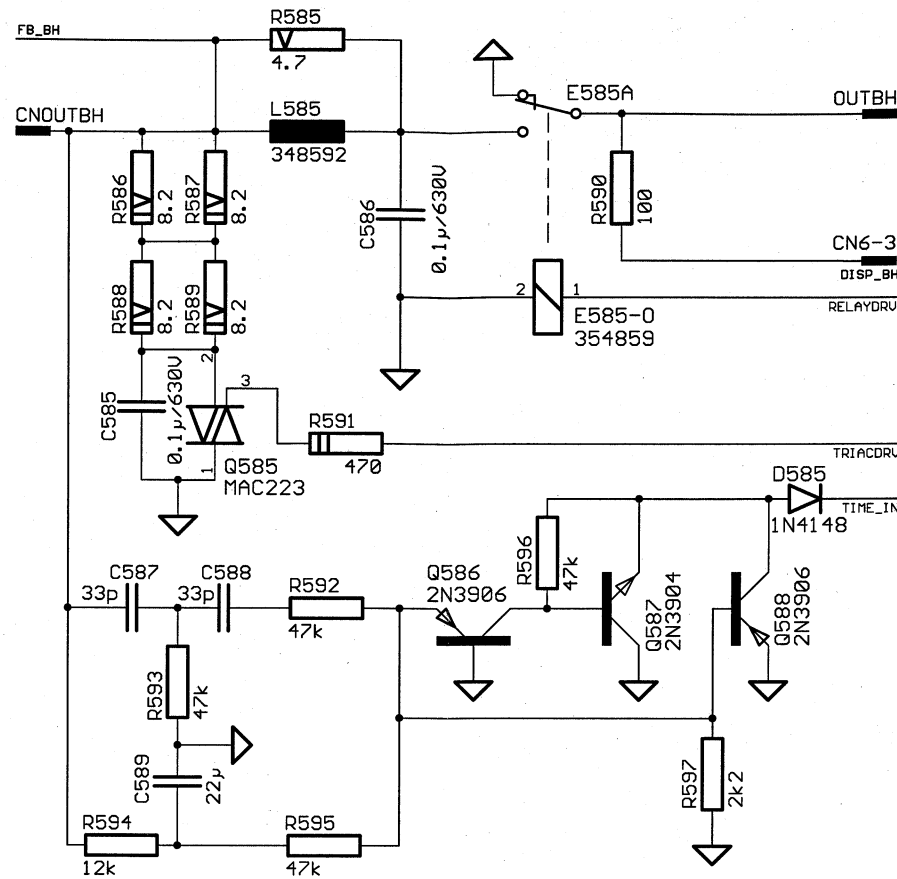 R585
FB_BH
4.7
CNOUTBH
L585
348592
E585A
OUTBH
R586
8.2
R587
8.2
C586
0.1µ/630V
R590
100
CN6-3
DISP_BH
R588
8.2
R589
8.2
2
1
E585-O
354859
RELAYDRV
C585
0.1µ/630V
2
3
1
Q585
MAC223
R591
470
TRIACDRV
D585
1N4148
TIME_IN
C587
33p
C588
33p
R592
47k
Q586
2N3906
R596
47k
Q587
2N3904
Q588
2N3906
R593
47k
C589
22µ
R597
2k2
R594
12k
R595
47k